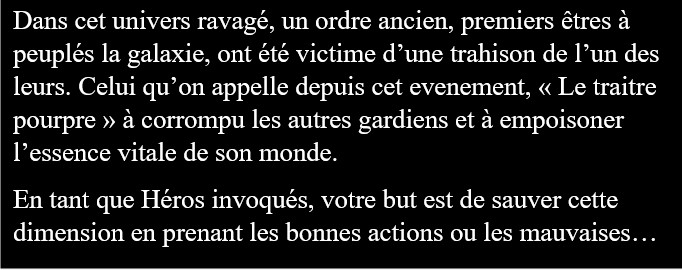 Dans cet univers ravagé, un ordre ancien, premiers êtres à
peuplés la galaxie, ont été victime d’une trahison de l’un des
leurs. Celui qu’on appelle depuis cet evenement, « Le traitre
pourpre » à corrompu les autres gardiens et à empoisoner
l’essence vitale de son monde.
En tant que Héros invoqués, votre but est de sauver cette
dimension en prenant les bonnes actions ou les mauvaises…